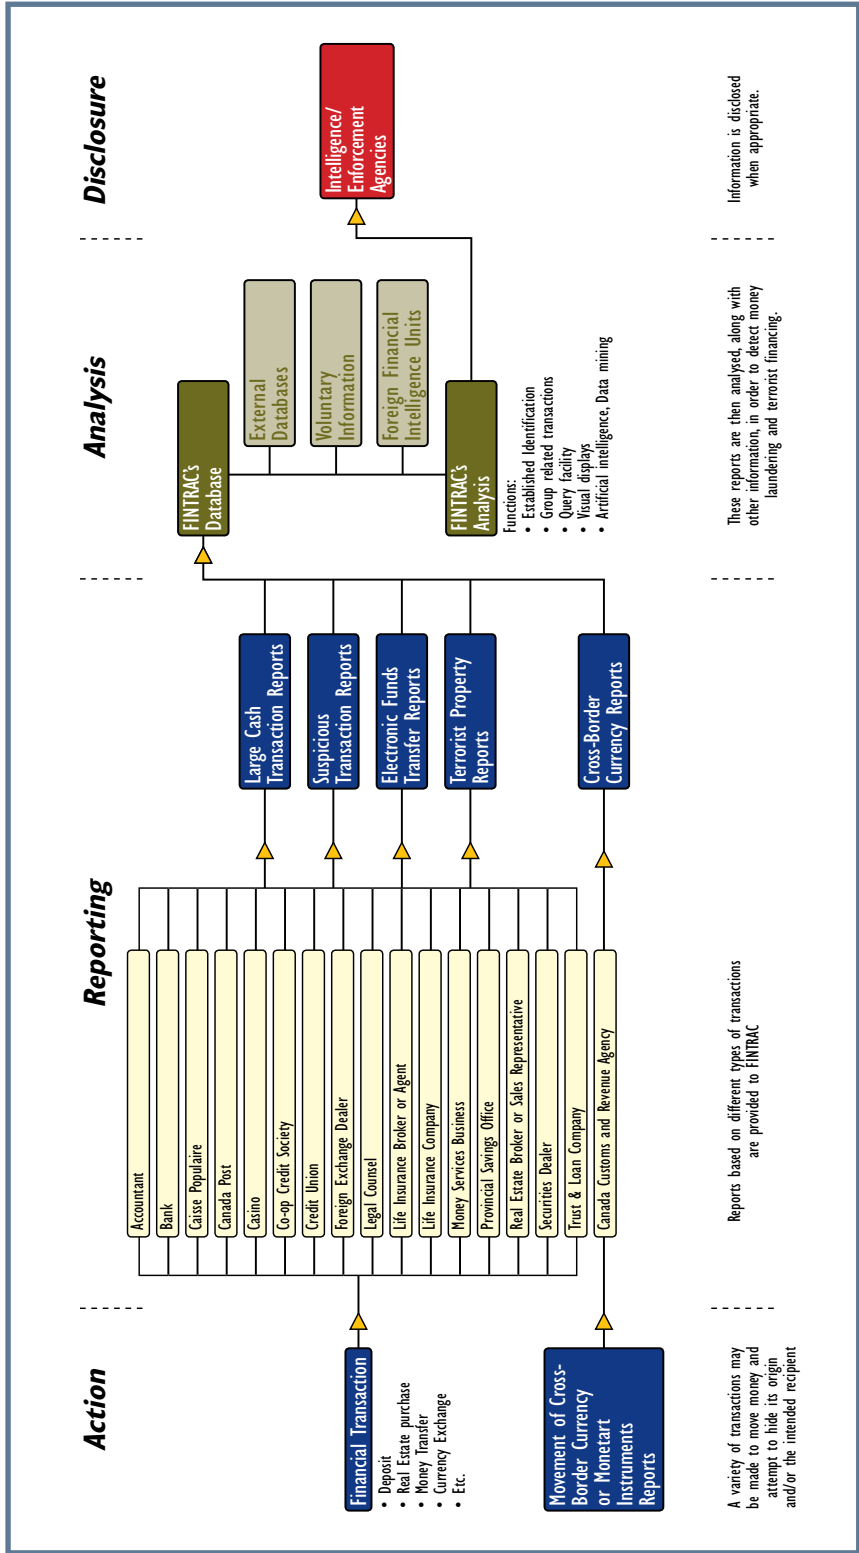 Action
Reporting
Analysis
Disclosure
Financial Transaction
• Deposit
• Real Estate purchase
• Money Transfer
• Currency Exchange
• Etc.
Movement of Cross-
Border Currency
or Monetart
Instruments
Reports
Accountant
Bank
Caisse Populaire
Canada Post
Casino
Co-op Credit Society
Credit Union
Foreign Exchange Dealer
Legal Counsel
Life Insurance Broker or Agent
Life Insurance Company
Money Services Business
Provincial Savings Office
Real Estate Broker or Sales Representative
Securities Dealer
Trust & Loan Company
Canada Customs and Revenue Agency
Large Cash
Transaction Reports
Suspicious
Transaction Reports
Electronic Funds
Transfer Reports
Terrorist Property
Reports
Cross-Border
Currency Reports
FINTRAC's
Database
External
Databases
Voluntary
Information
Foreign Financial
Intelligence Units
FINTRAC's
Analysis
Functions:
• Established Identification
• Group related transactions
• Query facility
• Visual displays
• Artificial intelligence, Data mining
Intelligence/
Enforcement
Agencies
A variety of transactions may
be made to move money and
attempt to hide its origin
and/or the intended recipient
Reports based on different types of transactions
are provided to FINTRAC
These reports are then analysed, along with
other information, in order to detect money
laundering and terrorist financing.
Information is disclosed
when appropriate.